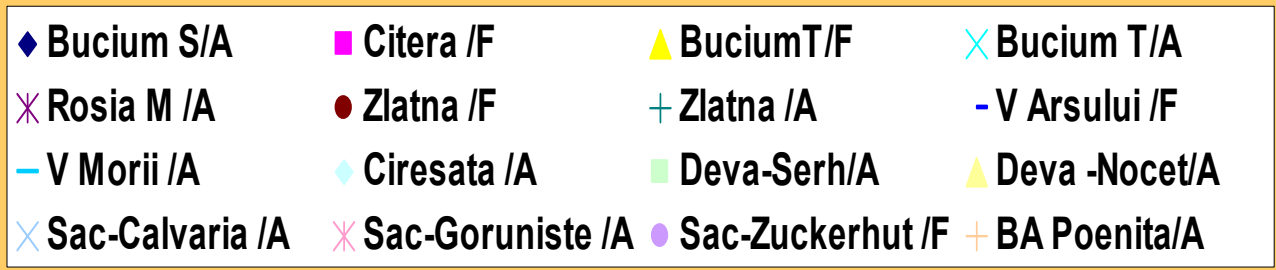 Bucium S/A Citera /F BuciumT/F Bucium T/A
Rosia M /A Zlatna /F Zlatna /A V Arsului /F
V Morii /A Ciresata /A Deva-Serh/A Deva -Nocet/A
Sac-Calvaria /A Sac-Goruniste /A Sac-Zuckerhut /F BA Poenita/A